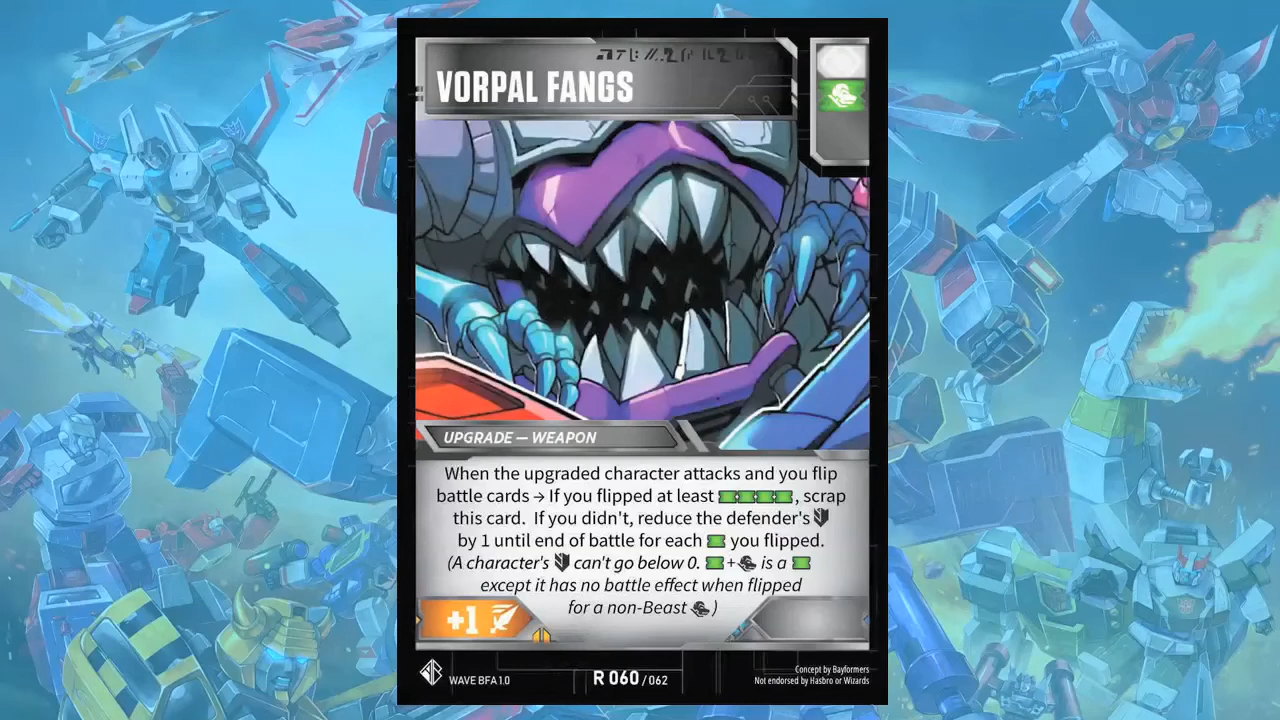 VORPAL FANGS
UPGRADE — WEAPON
When the upgraded character attacks and you flip
battle cards → If you flipped at least , scrap
this card. If you didn't, reduce the defender's
by 1 until end of battle for each you flipped.
(A character's can't go below 0. + is a
except it has no battle effect when flipped
for a non-Beast )
+1
WAVE BFA 1.0
R 060 / 062
Concept by Bayformers
Not endorsed by Hasbro or Wizards